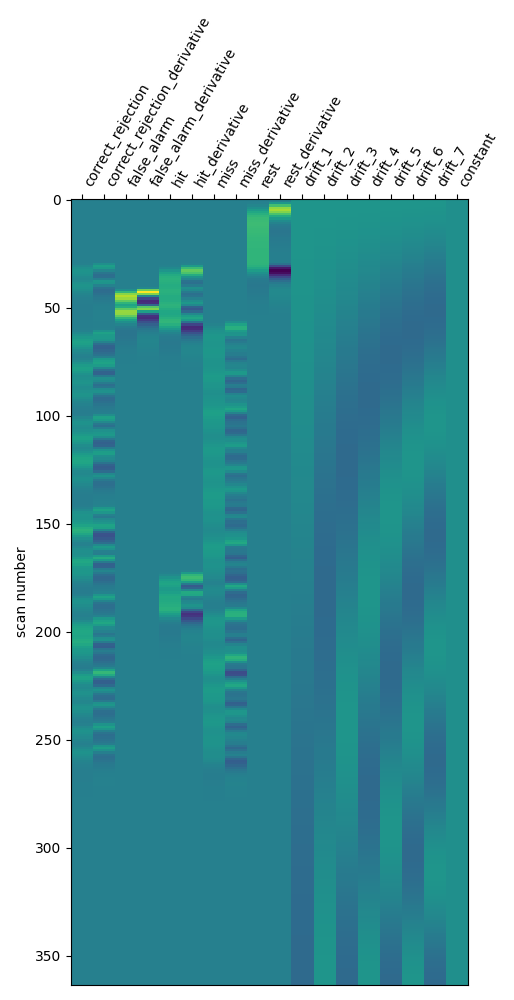 correct_rejection
correct_rejection_derivative
false_alarm
false_alarm_derivative
hit
hit_derivative
miss
miss_derivative
rest
rest_derivative
drift_1
drift_2
drift_3
drift_4
drift_5
drift_6
drift_7
constant
0
50
100
150
200
250
300
350
scan number